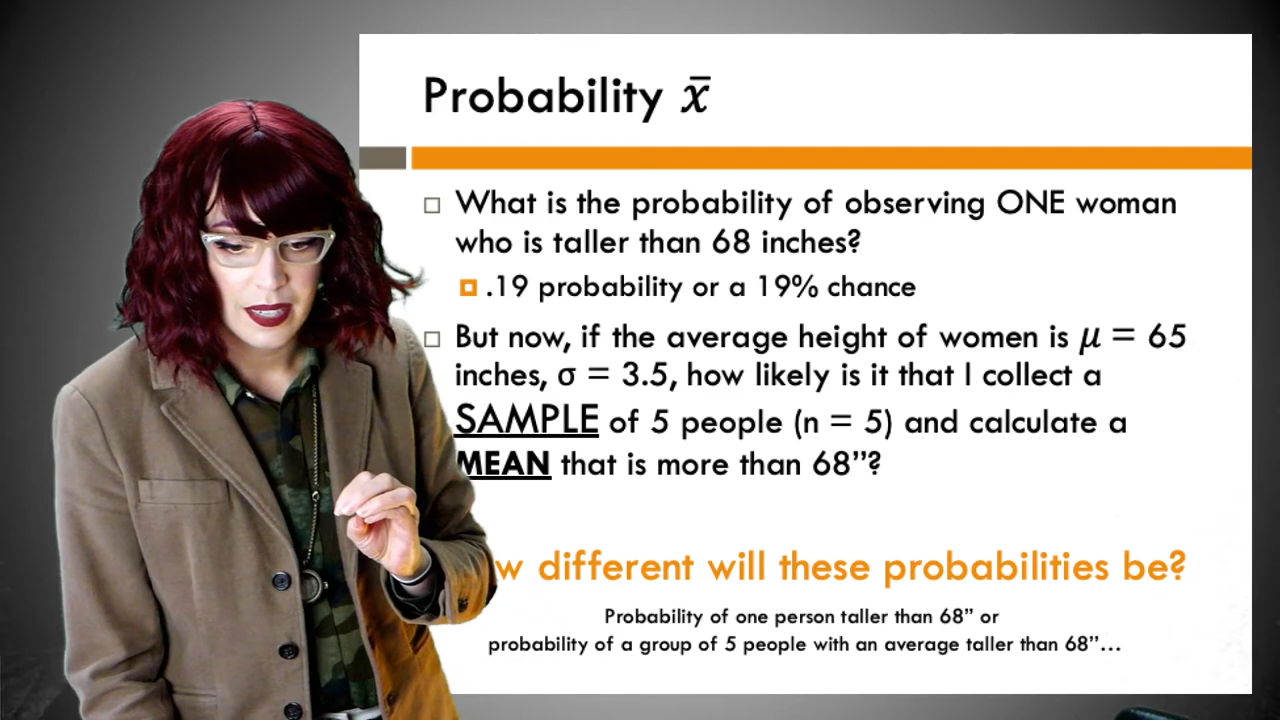 Probability x̄
What is the probability of observing ONE woman
who is taller than 68 inches?
.19 probability or a 19% chance
But now, if the average height of women is μ = 65
inches, σ = 3.5, how likely is it that I collect a
SAMPLE of 5 people (n = 5) and calculate a
MEAN that is more than 68”?
different will these probabilities be?
Probability of one person taller than 68” or
probability of a group of 5 people with an average taller than 68”...